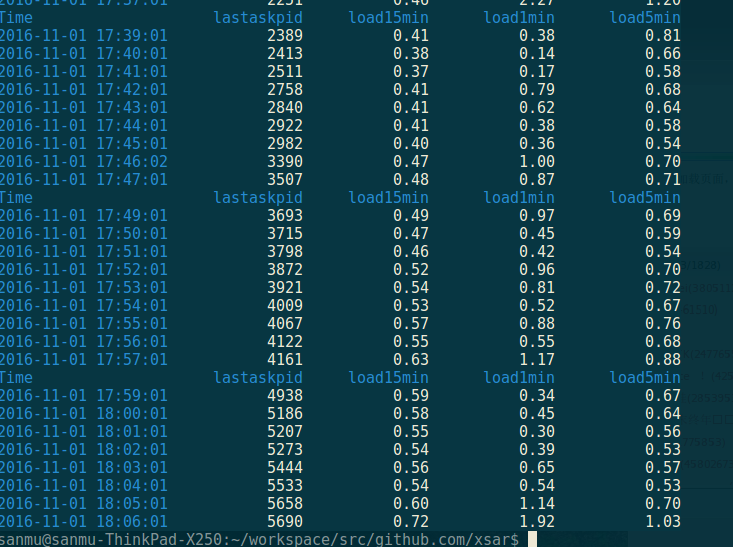 Time lastaskpid load15min load1min load5min
2016-11-01 17:39:01 2389 0.41 0.38 0.81
2016-11-01 17:40:01 2413 0.38 0.14 0.66
2016-11-01 17:41:01 2511 0.37 0.17 0.58
2016-11-01 17:42:01 2758 0.41 0.79 0.68
2016-11-01 17:43:01 2840 0.41 0.62 0.64
2016-11-01 17:44:01 2922 0.41 0.38 0.58
2016-11-01 17:45:01 2982 0.40 0.36 0.54
2016-11-01 17:46:02 3390 0.47 1.00 0.70
2016-11-01 17:47:01 3507 0.48 0.87 0.71
Time lastaskpid load15min load1min load5min
2016-11-01 17:49:01 3693 0.49 0.97 0.69
2016-11-01 17:50:01 3715 0.47 0.45 0.59
2016-11-01 17:51:01 3798 0.46 0.42 0.54
2016-11-01 17:52:01 3872 0.52 0.96 0.70
2016-11-01 17:53:01 3921 0.54 0.81 0.72
2016-11-01 17:54:01 4009 0.53 0.52 0.67
2016-11-01 17:55:01 4067 0.57 0.88 0.76
2016-11-01 17:56:01 4122 0.55 0.55 0.68
2016-11-01 17:57:01 4161 0.63 1.17 0.88
Time lastaskpid load15min load1min load5min
2016-11-01 17:59:01 4938 0.59 0.34 0.67
2016-11-01 18:00:01 5186 0.58 0.45 0.64
2016-11-01 18:01:01 5207 0.55 0.30 0.56
2016-11-01 18:02:01 5273 0.54 0.39 0.53
2016-11-01 18:03:01 5444 0.56 0.65 0.57
2016-11-01 18:04:01 5533 0.54 0.54 0.53
2016-11-01 18:05:01 5658 0.60 1.14 0.70
2016-11-01 18:06:01 5690 0.72 1.92 1.03
sanmu@sanmu-ThinkPad-X250:~/workspace/src/github.com/xsar$